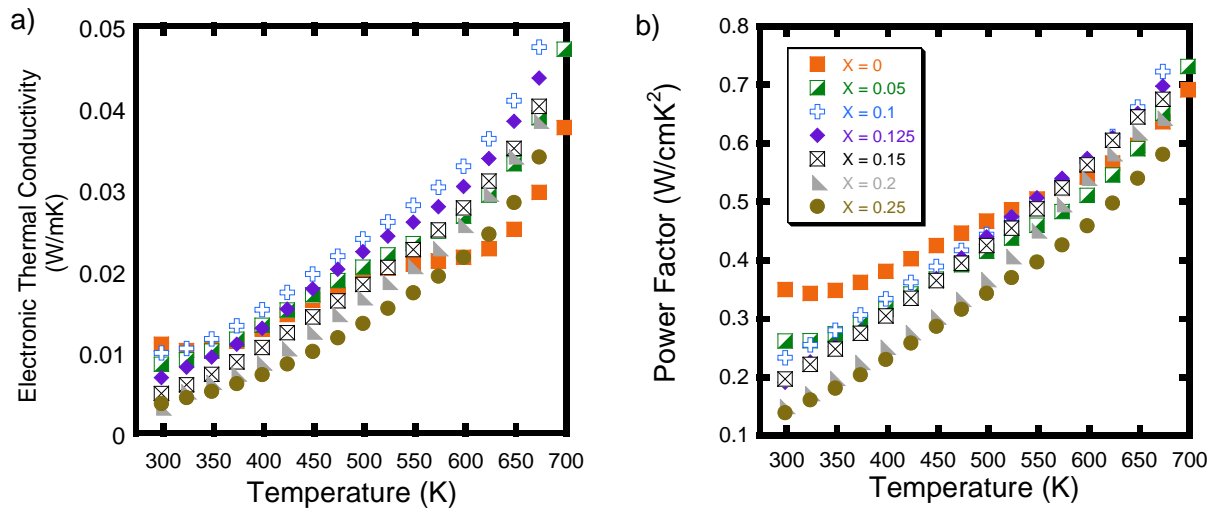 a)
Electronic Thermal Conductivity
(W/mK)
0.05
0.04
0.03
0.02
0.01
0
300 350 400 450 500 550 600 650 700
Temperature (K)
b)
Power Factor (W/cmK²)
0.8
0.7
0.6
0.5
0.4
0.3
0.2
0.1
X = 0
X = 0.05
X = 0.1
X = 0.125
X = 0.15
X = 0.2
X = 0.25
300 350 400 450 500 550 600 650 700
Temperature (K)